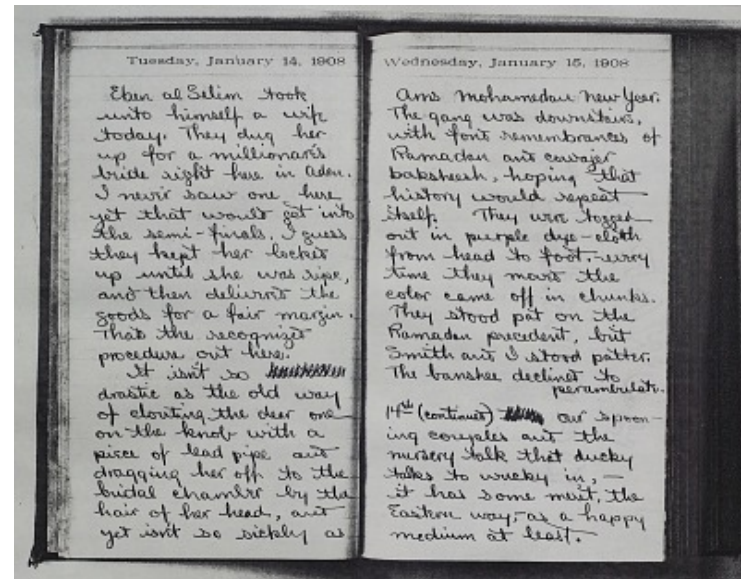 Tuesday, January 14, 1908
Eben al Selim took
unto himself a wife
today. They dug her
up for a millionare's
bride right here in Aden.
I never saw one here
yet that would get into
the semi-finals. I guess
they kept her locked
up until she was ripe,
and then delivered the
goods for a fair margin.
Thats the recognized
procedure out here.
It isn't so
drastic as the old way
of clouting the dear one
on the knob with a
piece of lead pipe and
dragging her off to the
bridal chamber by the
hair of her head, and
yet isn't so sickly as
Wednesday, January 15, 1908
Ams Mohamedan New Year.
The gang was downstairs,
with fond remembrances of
Ramadan and cawajer
baksheesh, hoping that
history would repeat
itself. They were togged
out in purple dye-cloth
from head to foot,-every
time they moved the
color came off in chunks.
They stood pat on the
Ramadan precedent, but
Smith and I stood patter.
The banshee declined to
perambulate.
14th (continued) our spoon-
ing couples and the
nursery talk that ducky
talks to wucky in,-
it has some merit, the
Eastern way,-as a happy
medium at least.